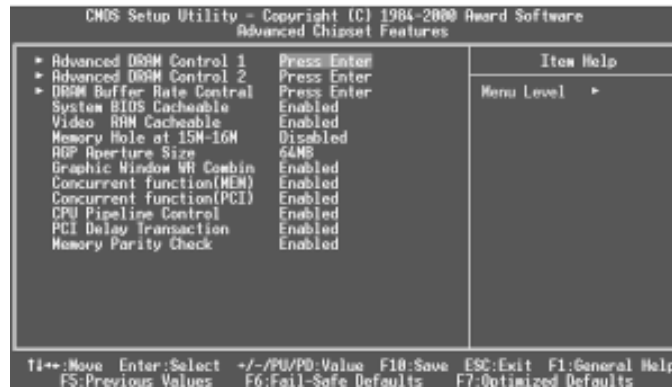 CMOS Setup Utility - Copyright (C) 1984-2000 Award Software
Advanced Chipset Features
► Advanced DRAM Control 1 Press Enter
► Advanced DRAM Control 2 Press Enter
► DRAM Buffer Rate Contral Press Enter
System BIOS Cacheable Enabled
Video RAM Cacheable Enabled
Memory Hole at 15M-16M Disabled
AGP Aperture Size 64MB
Graphic Window WR Combin Enabled
Concurrent function(MEM) Enabled
Concurrent function(PCI) Enabled
CPU Pipeline Control Enabled
PCI Delay Transaction Enabled
Memory Parity Check Enabled
Item Help
Menu Level ►
↑↓→←:Move Enter:Select +/-/PU/PD:Value F10:Save ESC:Exit F1:General Help
F5:Previous Values F6:Fail-Safe Defaults F7:Optimized Defaults